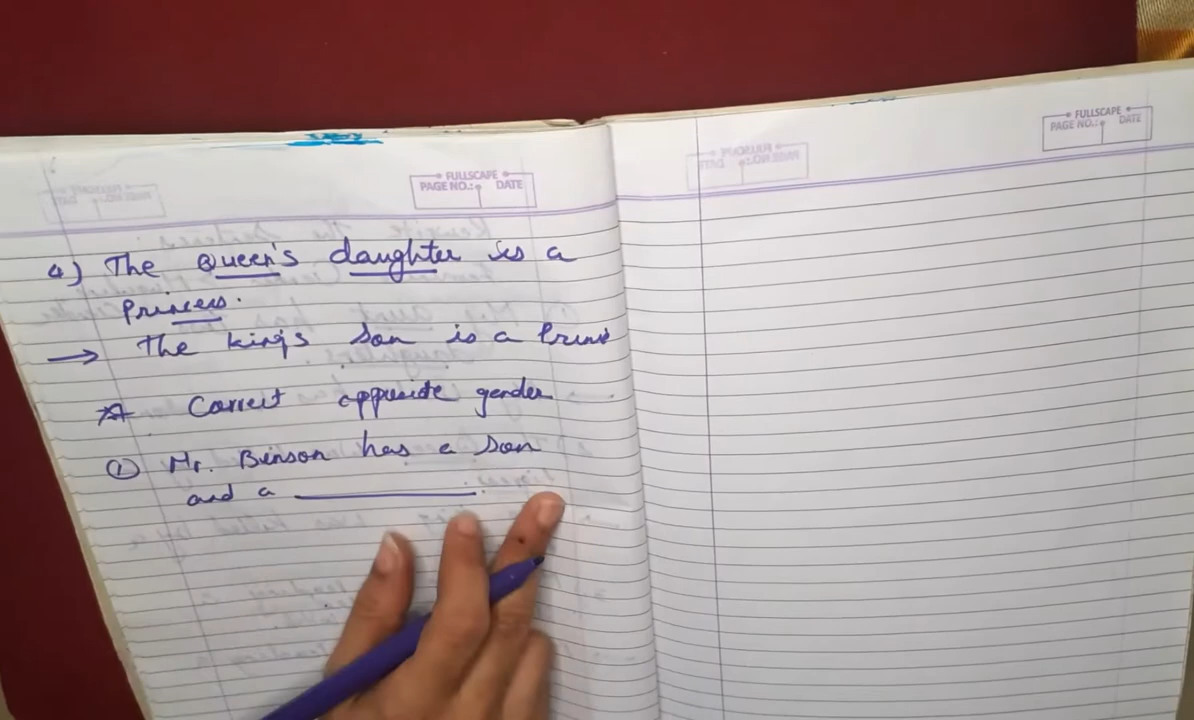 FULLSCAPE
PAGE NO.: DATE
FULLSCAPE
PAGE NO.: DATE
4) The Queen's daughter is a
Princess.
→ The king's son is a Prince
☆ Correct opposite gender
① Mr. Binson has a son
and a ________.